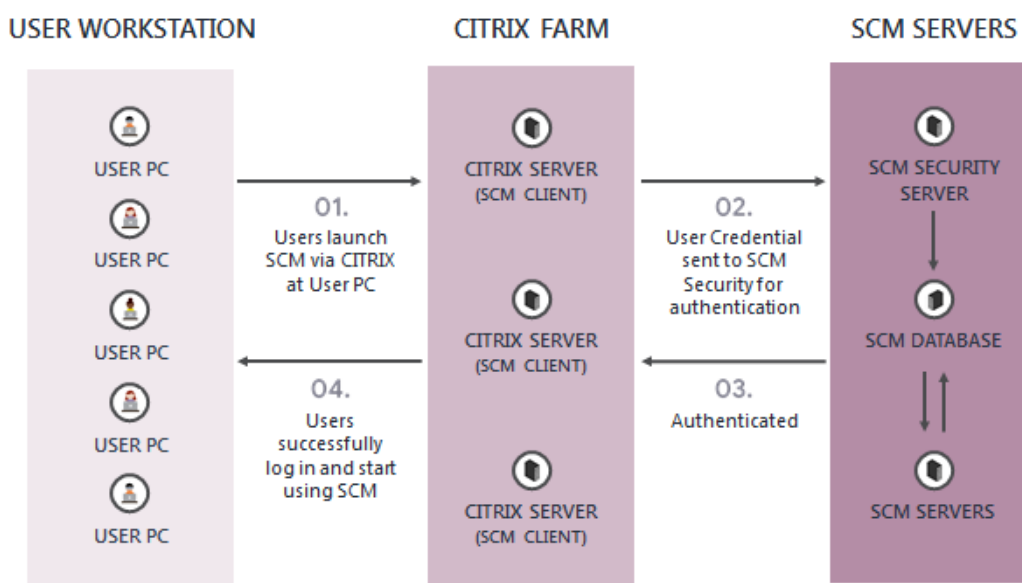 USER WORKSTATION
CITRIX FARM
SCM SERVERS
USER PC
USER PC
USER PC
USER PC
USER PC
01.
Users launch
SCM via CITRIX
at User PC
04.
Users
successfully
log in and start
using SCM
CITRIX SERVER
(SCM CLIENT)
CITRIX SERVER
(SCM CLIENT)
CITRIX SERVER
(SCM CLIENT)
02.
User Credential
sent to SCM
Security for
authentication
03.
Authenticated
SCM SECURITY
SERVER
SCM DATABASE
SCM SERVERS